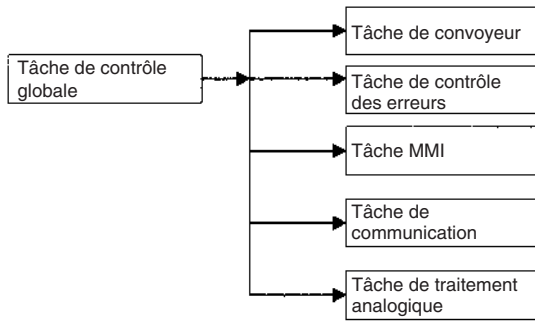 Tâche de contrôle
globale
Tâche de convoyeur
Tâche de contrôle
des erreurs
Tâche MMI
Tâche de
communication
Tâche de traitement
analogique